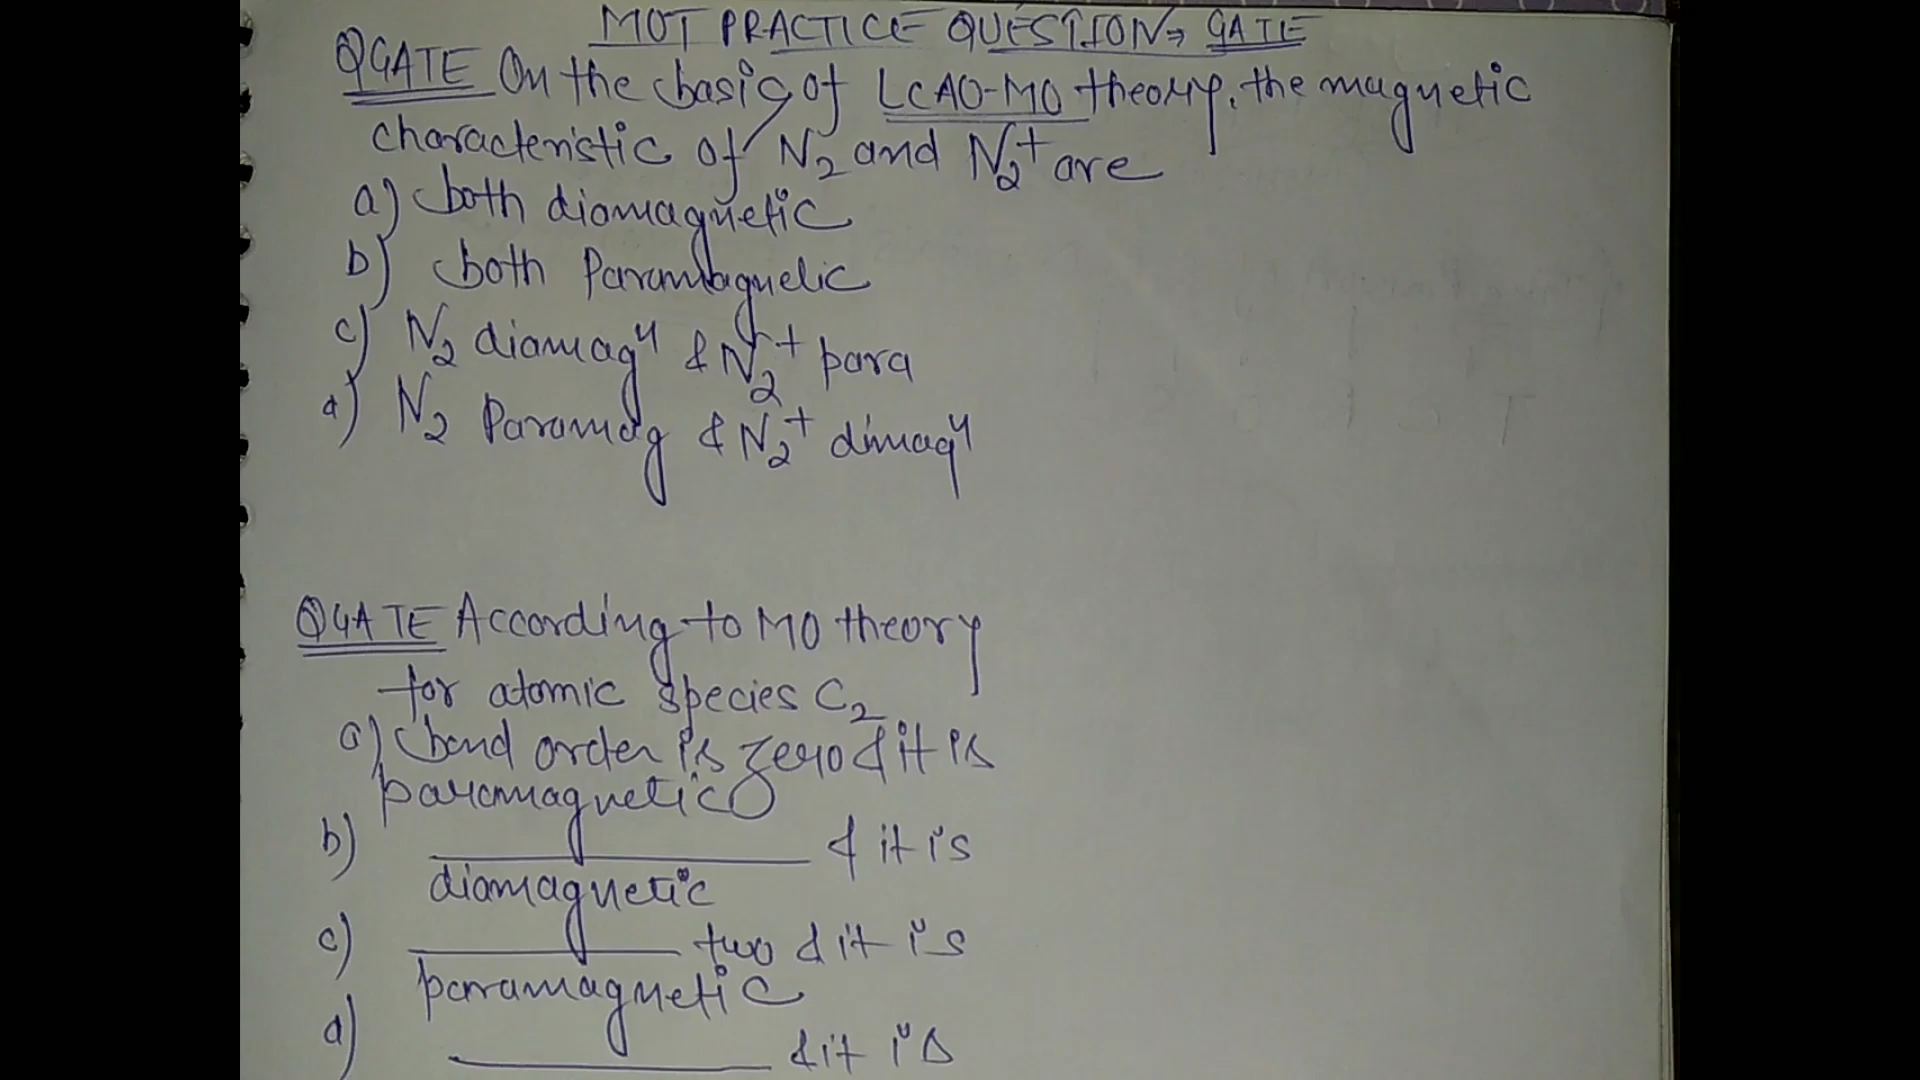 MOT PRACTICE QUESTION→ GATE
QGATE On the basis of LCAO-MO theory, the magnetic
characteristic of N₂ and N₂⁺ are
a) both diamagnetic
b) both Paramagnetic
c) N₂ diamagⁿ & N₂⁺ para
d) N₂ Paramag & N₂⁺ dimagⁿ
QGATE According to MO theory
for atomic species C₂
a) bond order is zero & it is
paramagnetic
b) ________ & it is
diamagnetic
c) ________ two & it is
paramagnetic
d) ________ & it is